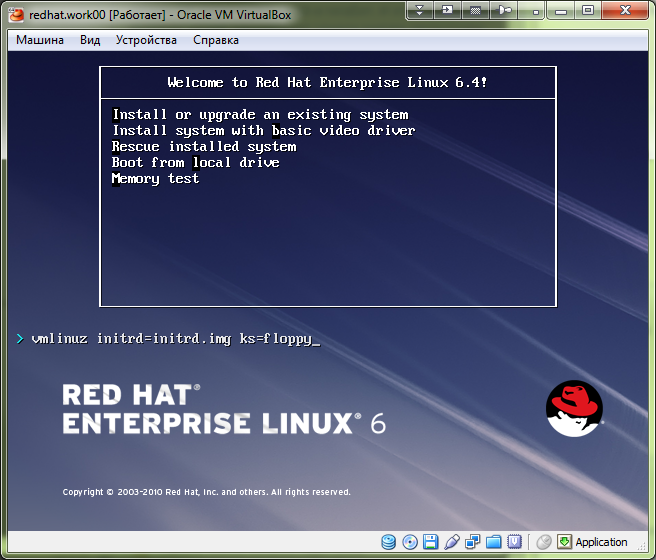 redhat.work00 [Работает] - Oracle VM VirtualBox
Машина Вид Устройства Справка
Welcome to Red Hat Enterprise Linux 6.4!
Install or upgrade an existing system
Install system with basic video driver
Rescue installed system
Boot from local drive
Memory test
> vmlinuz initrd=initrd.img ks=floppy_
RED HAT®
ENTERPRISE LINUX® 6
Copyright © 2003-2010 Red Hat, Inc. and others. All rights reserved.
Application